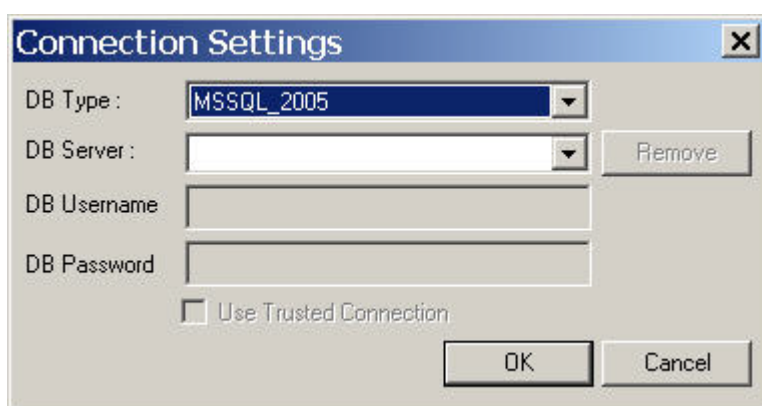 Connection Settings
DB Type :
MSSQL_2005
DB Server :
Remove
DB Username
DB Password
Use Trusted Connection
OK
Cancel